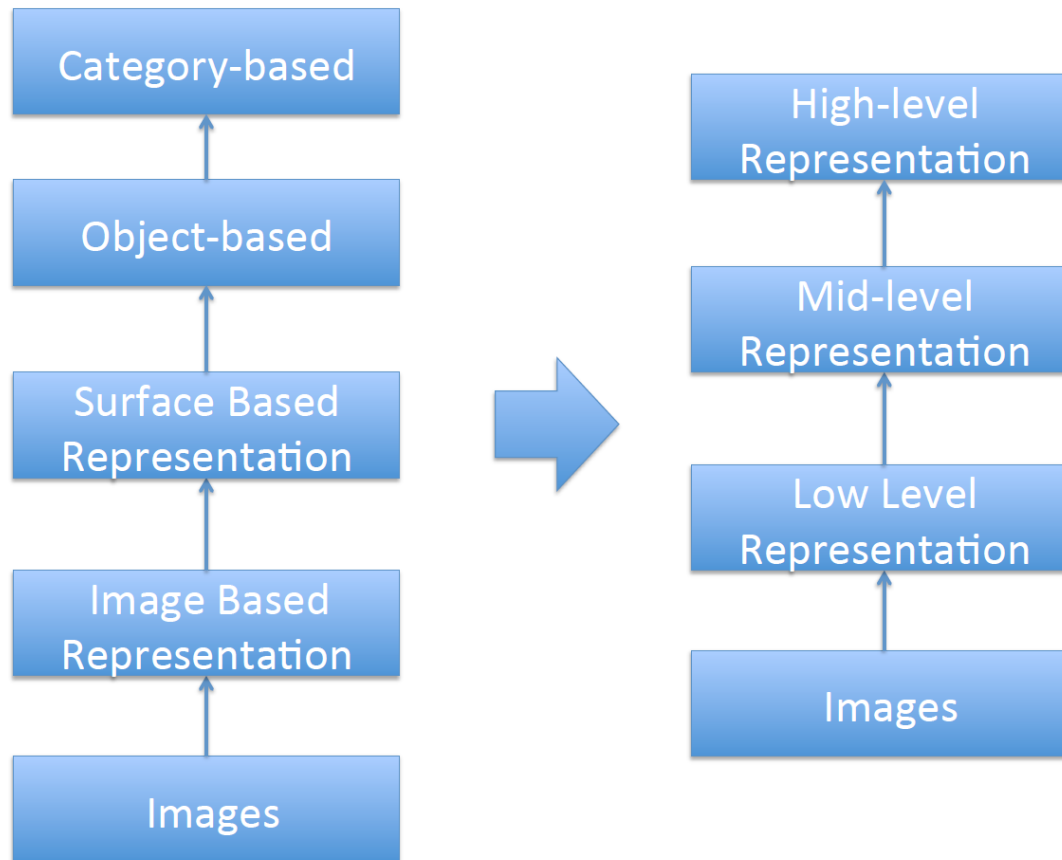 Category-based
Object-based
Surface Based
Representation
Image Based
Representation
Images
High-level
Representation
Mid-level
Representation
Low Level
Representation
Images